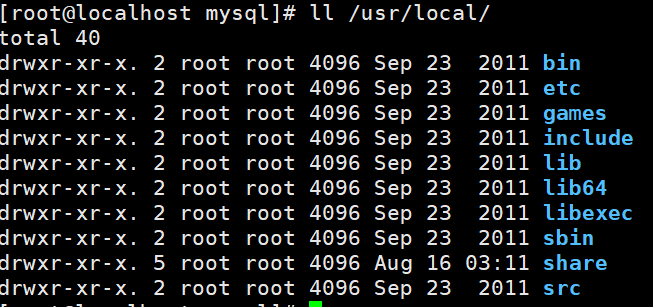 [root@localhost mysql]# ll /usr/local/
total 40
drwxr-xr-x. 2 root root 4096 Sep 23  2011 bin
drwxr-xr-x. 2 root root 4096 Sep 23  2011 etc
drwxr-xr-x. 2 root root 4096 Sep 23  2011 games
drwxr-xr-x. 2 root root 4096 Sep 23  2011 include
drwxr-xr-x. 2 root root 4096 Sep 23  2011 lib
drwxr-xr-x. 2 root root 4096 Sep 23  2011 lib64
drwxr-xr-x. 2 root root 4096 Sep 23  2011 libexec
drwxr-xr-x. 2 root root 4096 Sep 23  2011 sbin
drwxr-xr-x. 5 root root 4096 Aug 16 03:11 share
drwxr-xr-x. 2 root root 4096 Sep 23  2011 src